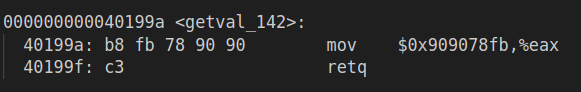 000000000040199a <getval_142>:
40199a: b8 fb 78 90 90 mov $0x909078fb,%eax
40199f: c3 retq